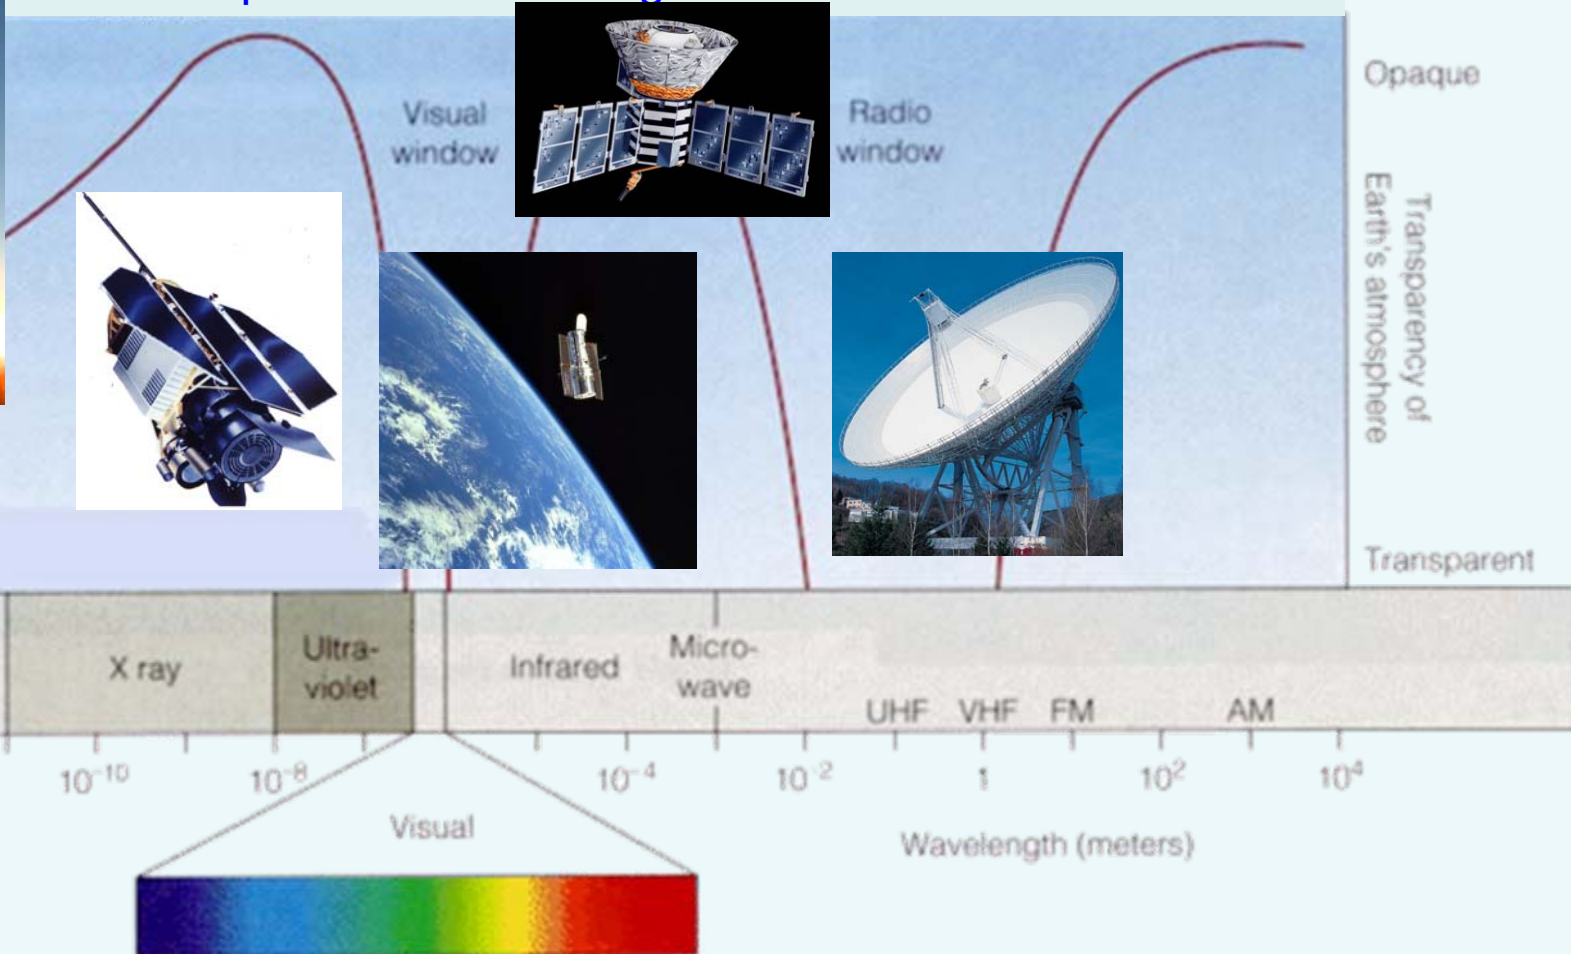 Visual
window
Radio
window
Opaque
Transparency of
Earth's atmosphere
Transparent
X ray
Ultra-
violet
Infrared
Micro-
wave
UHF VHF FM AM
10⁻¹⁰ 10⁻⁸ 10⁻⁴ 10⁻² 1 10² 10⁴
Visual
Wavelength (meters)